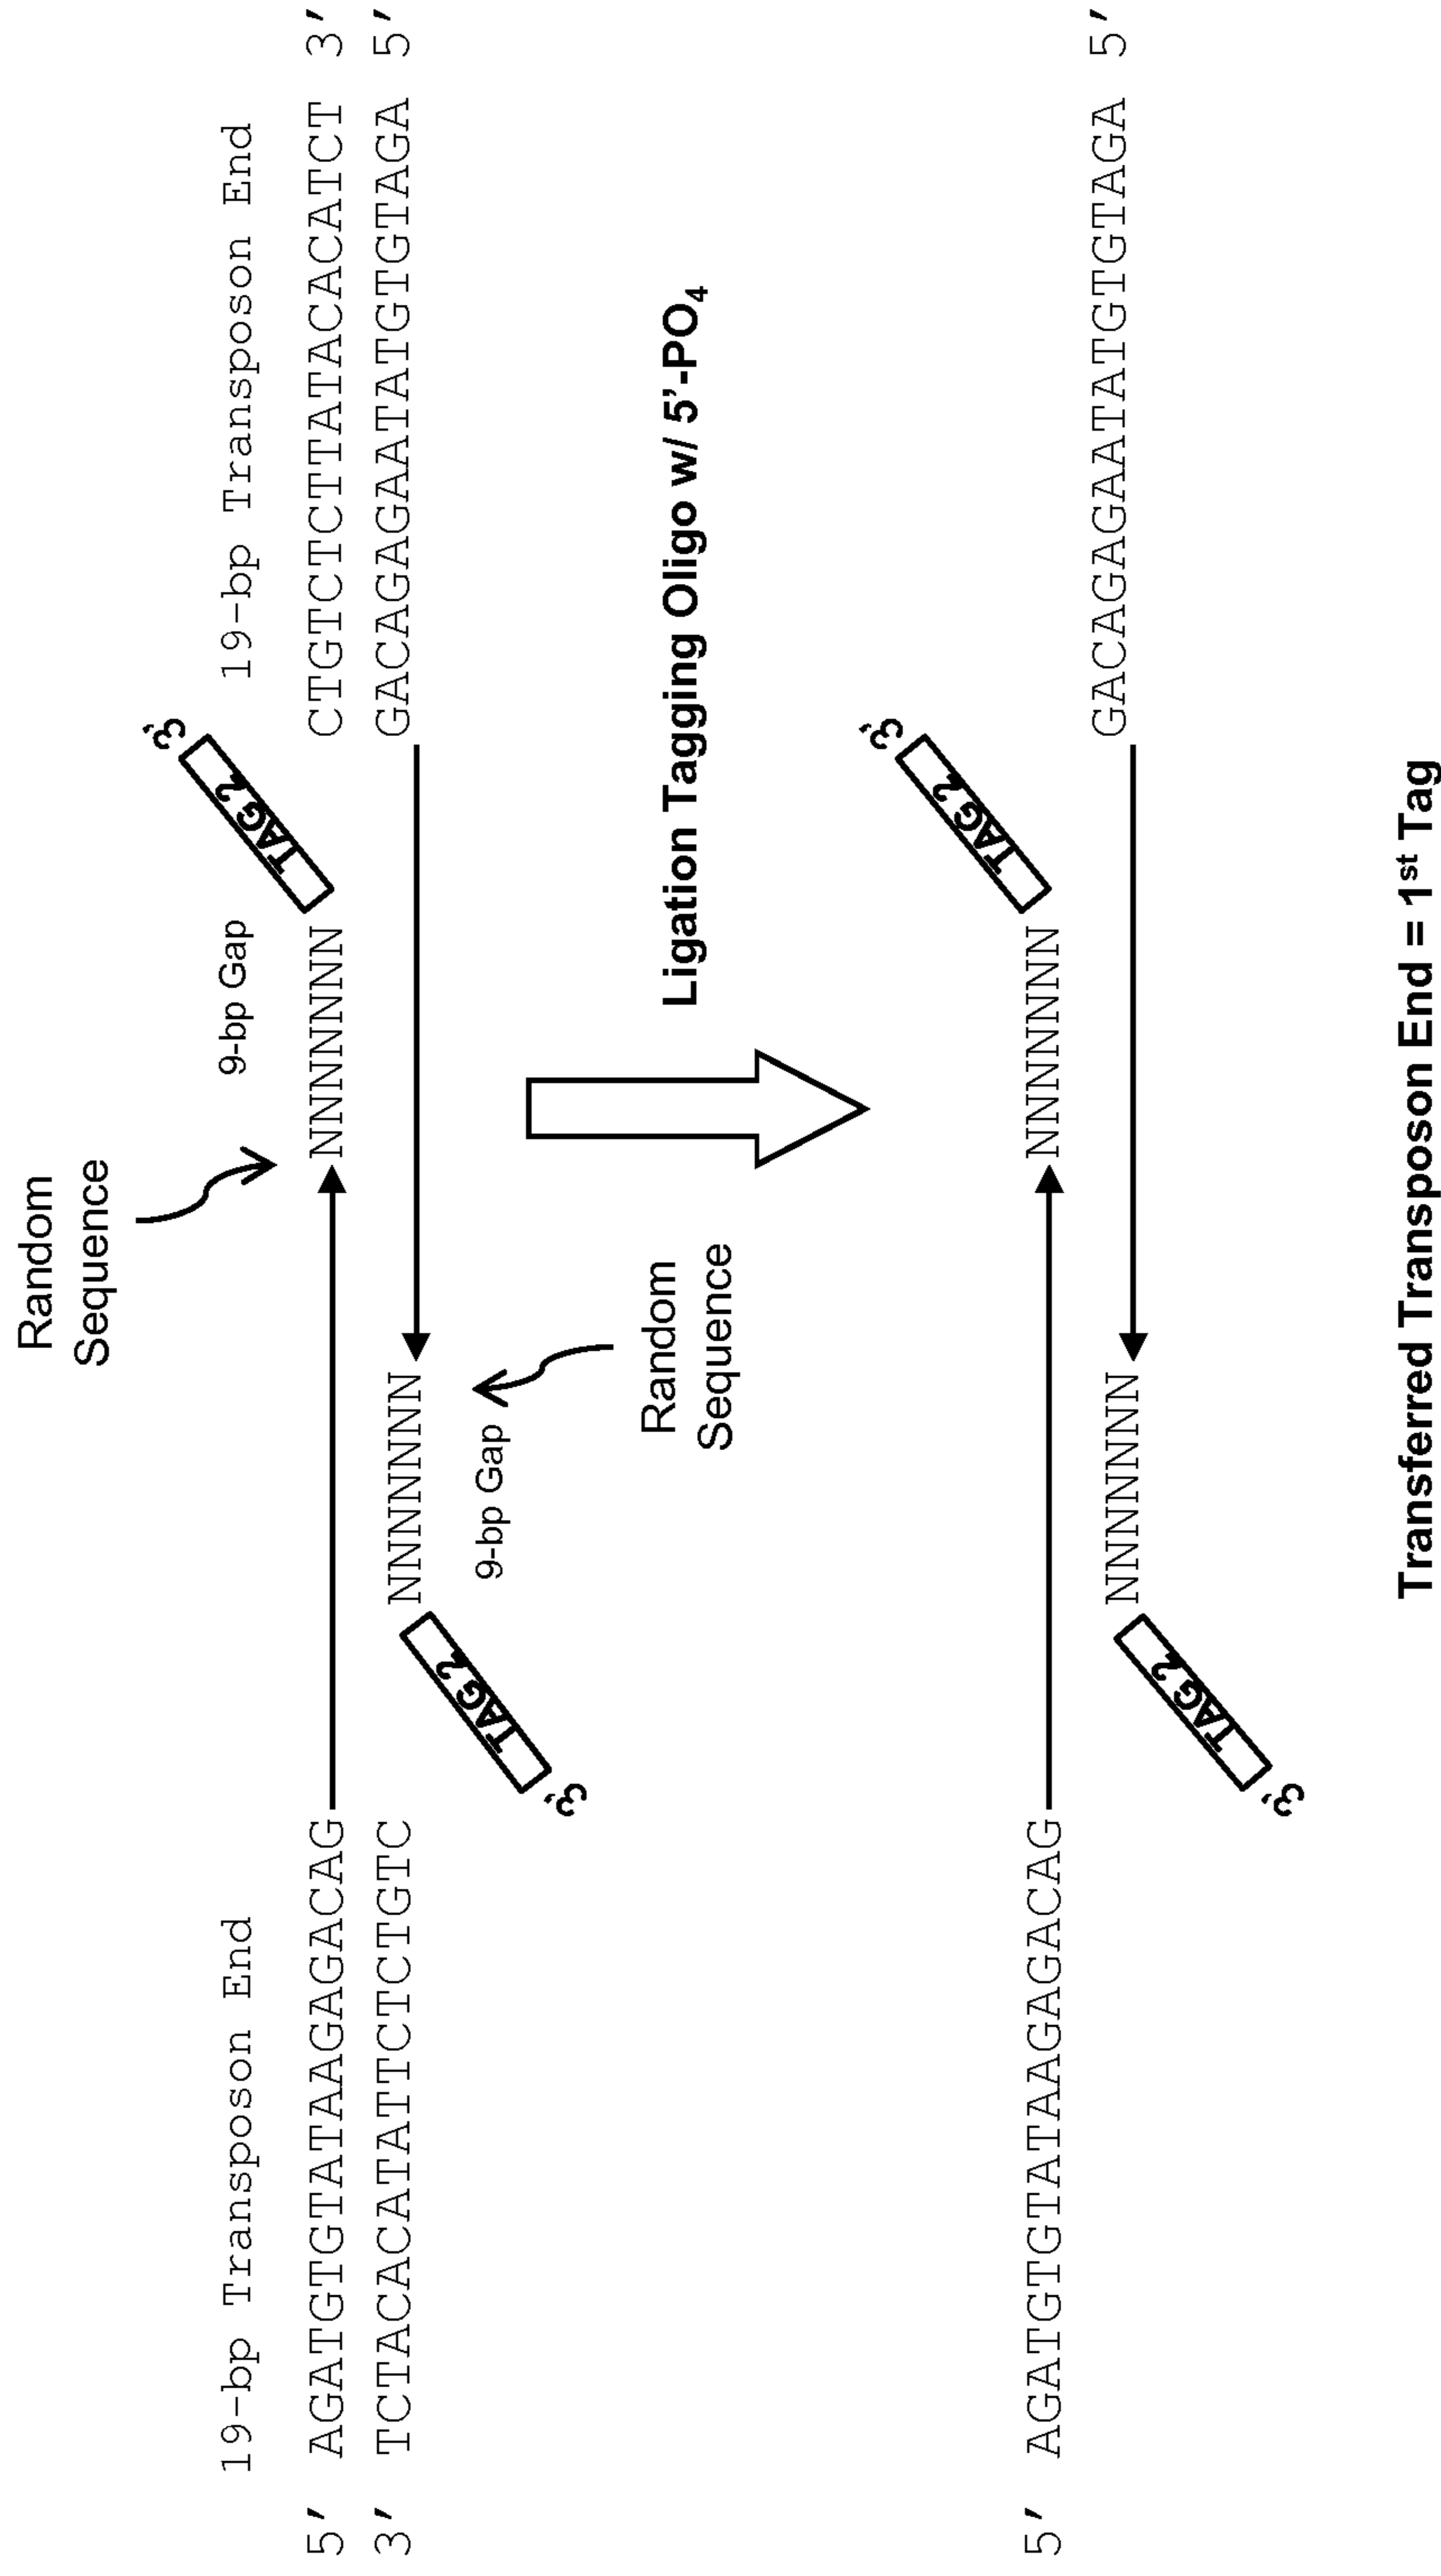 Random
Sequence
19-bp Transposon End
9-bp Gap
19-bp Transposon End
TAG 2 3'
5' AGATGTGTATAAGAGACAG NNNNNNN CTGTCTCTTATACACATCT 3'
3' TCTACACATATTCTCTGTC NNNNNNN GACAGAGAATATGTGTAGA 5'
3' TAG 2
9-bp Gap
Random
Sequence
Ligation Tagging Oligo w/ 5'-PO4
TAG 2 3'
5' AGATGTGTATAAGAGACAG NNNNNNN
NNNNNNN GACAGAGAATATGTGTAGA 5'
3' TAG 2
Transferred Transposon End = 1st Tag